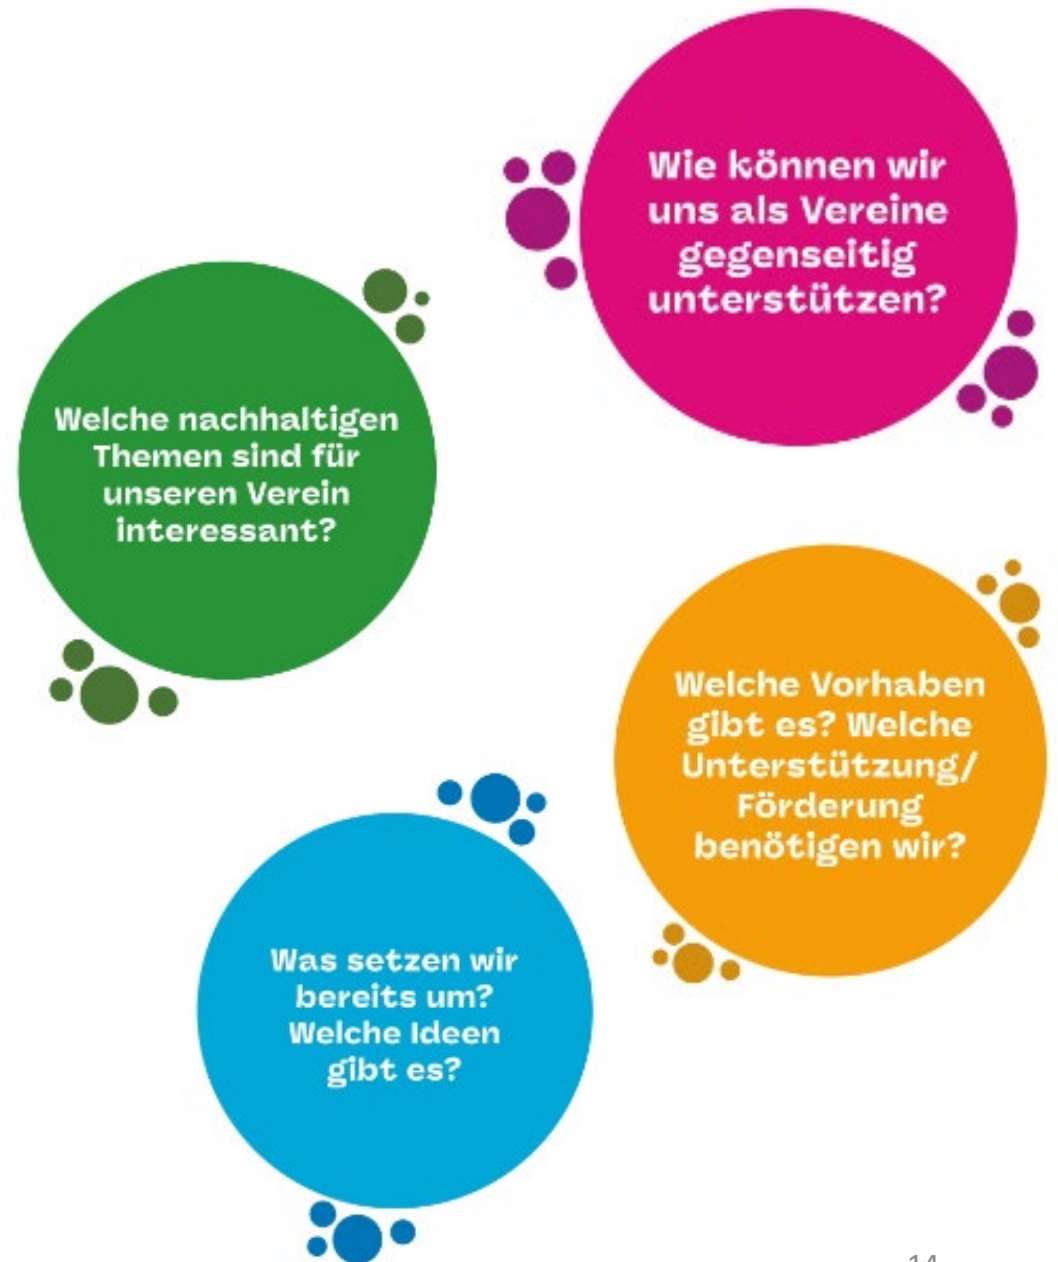 Wie können wir
uns als Vereine
gegenseitig
unterstützen?
Welche nachhaltigen
Themen sind für
unseren Verein
interessant?
Welche Vorhaben
gibt es? Welche
Unterstützung/
Förderung
benötigen wir?
Was setzen wir
bereits um?
Welche Ideen
gibt es?
14